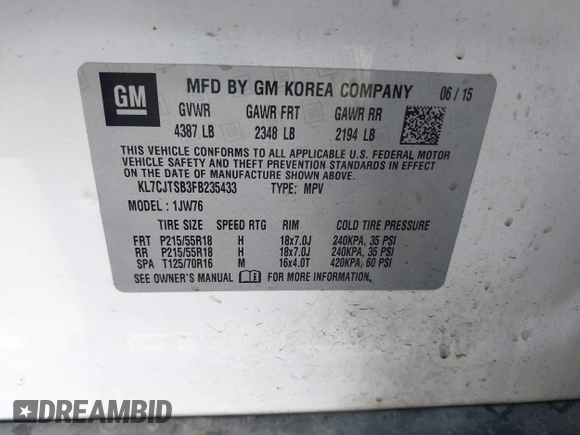 GM
MFD BY GM KOREA COMPANY 06 / 15
GVWR GAWR FRT GAWR RR
4387 LB 2348 LB 2194 LB
THIS VEHICLE CONFORMS TO ALL APPLICABLE U.S. FEDERAL MOTOR
VEHICLE SAFETY AND THEFT PREVENTION STANDARDS IN EFFECT
ON THE DATE OF MANUFACTURE SHOWN ABOVE.
KL7CJTSB3FB235433 TYPE: MPV
MODEL : 1JW76
TIRE SIZE SPEED RTG RIM COLD TIRE PRESSURE
FRT P215/55R18 H 18x7.0J 240KPA, 35 PSI
RR P215/55R18 H 18x7.0J 240KPA, 35 PSI
SPA T125/70R16 M 16x4.0T 420KPA, 60 PSI
SEE OWNER'S MANUAL FOR MORE INFORMATION.
DREAMBID